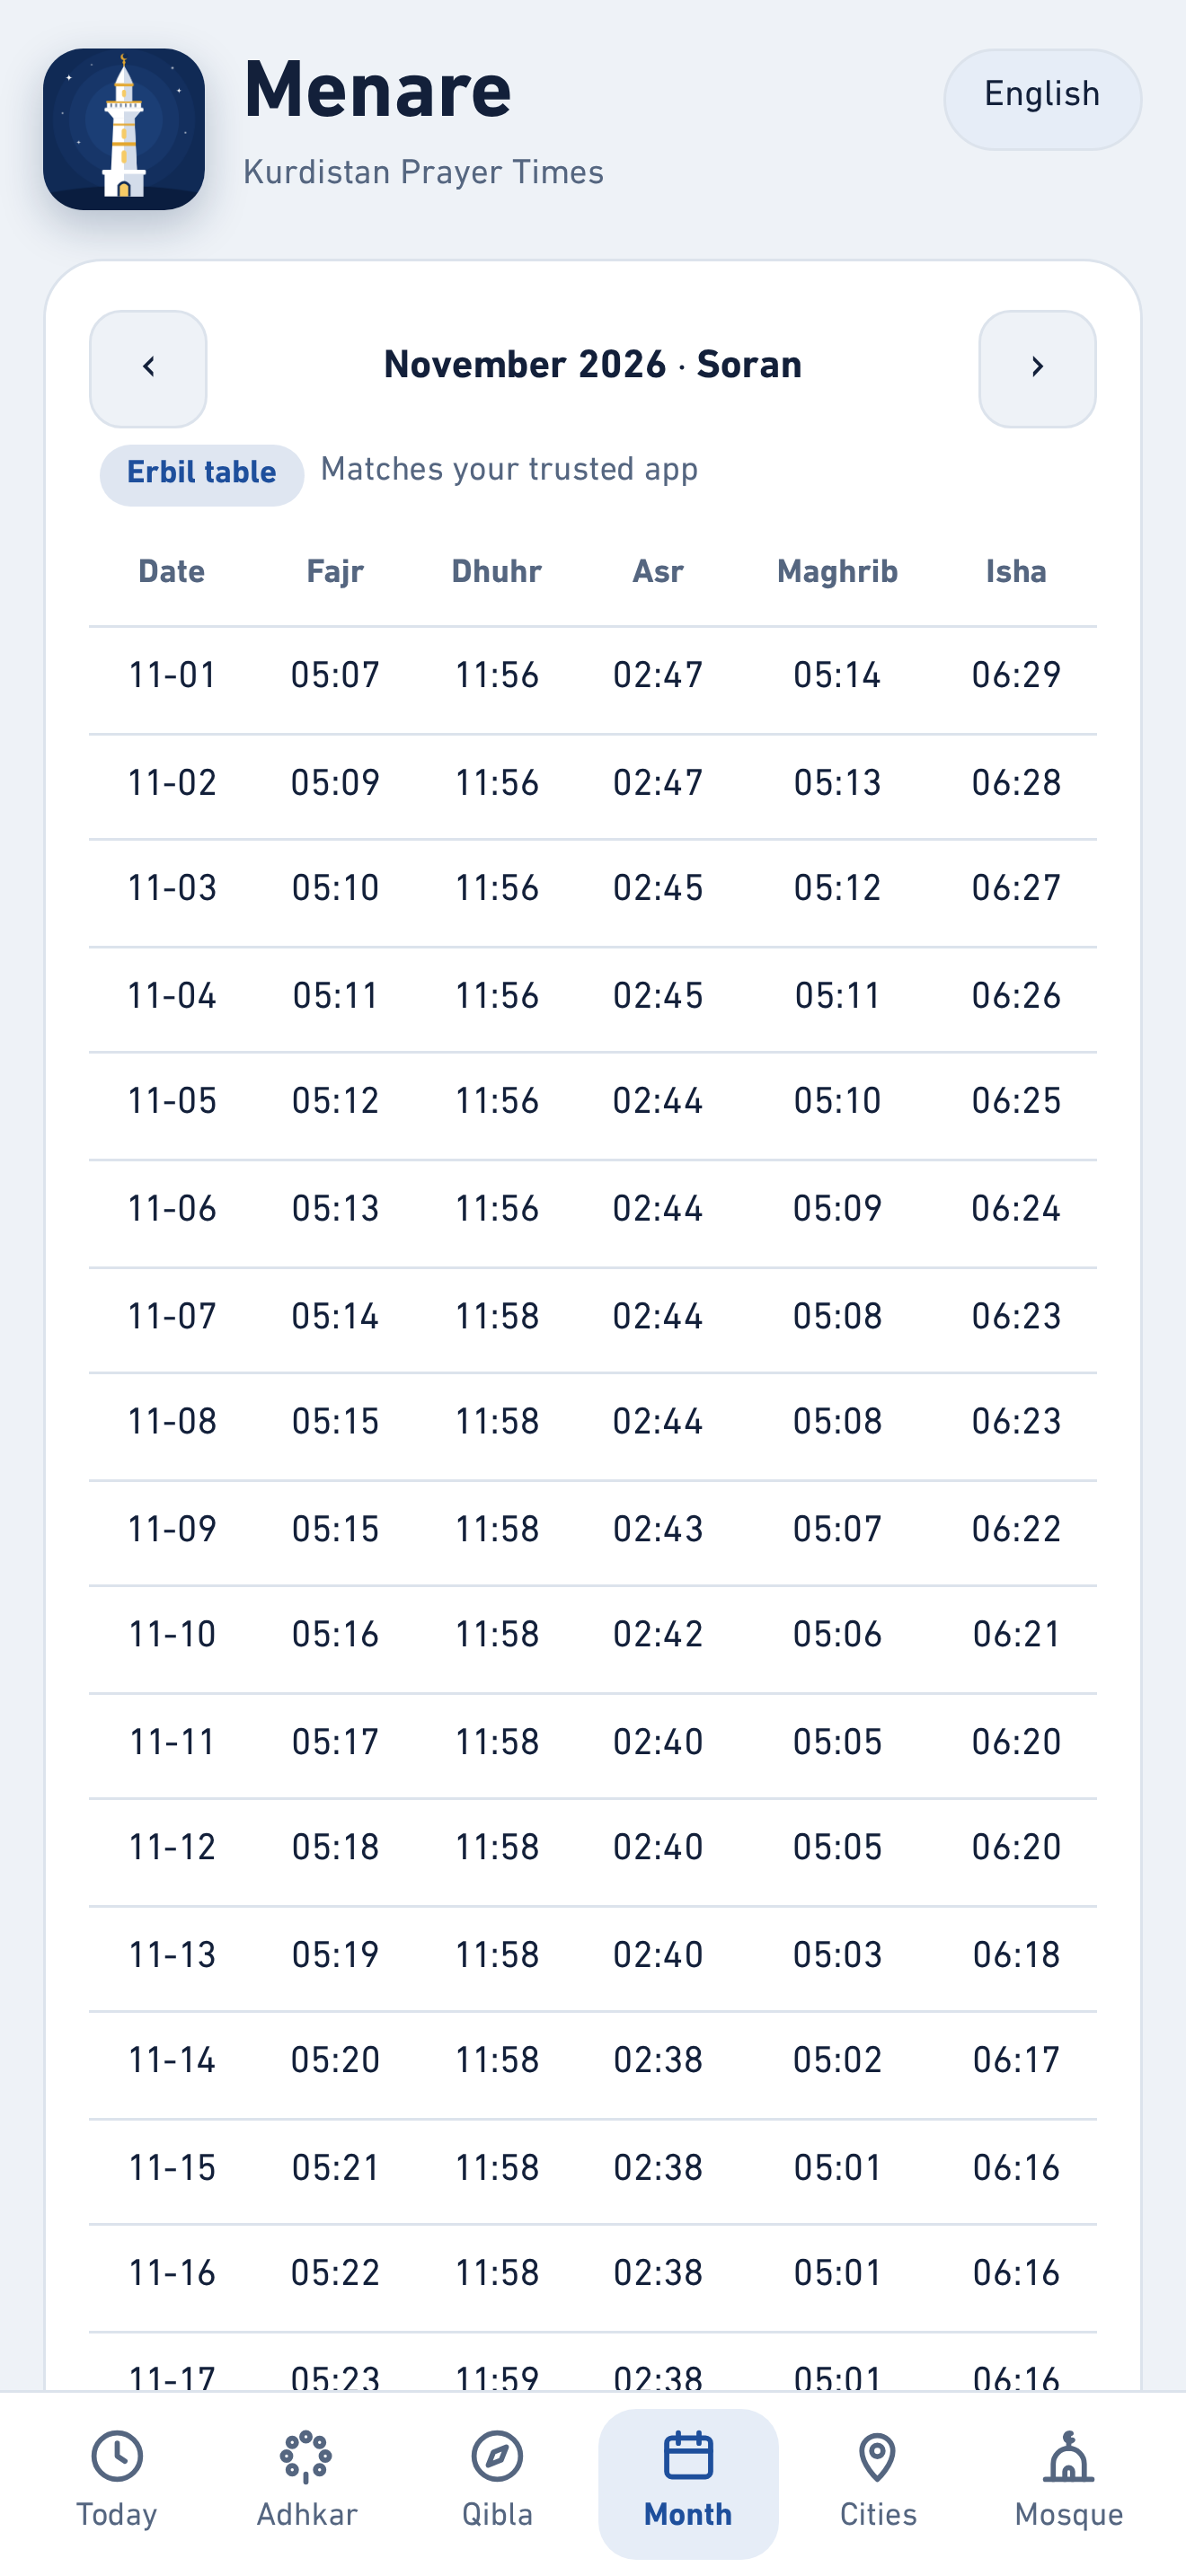 Menare
English
Kurdistan Prayer Times
‹ November 2026 · Soran ›
Erbil table Matches your trusted app
Date Fajr Dhuhr Asr Maghrib Isha
11-01 05:07 11:56 02:47 05:14 06:29
11-02 05:09 11:56 02:47 05:13 06:28
11-03 05:10 11:56 02:45 05:12 06:27
11-04 05:11 11:56 02:45 05:11 06:26
11-05 05:12 11:56 02:44 05:10 06:25
11-06 05:13 11:56 02:44 05:09 06:24
11-07 05:14 11:58 02:44 05:08 06:23
11-08 05:15 11:58 02:44 05:08 06:23
11-09 05:15 11:58 02:43 05:07 06:22
11-10 05:16 11:58 02:42 05:06 06:21
11-11 05:17 11:58 02:40 05:05 06:20
11-12 05:18 11:58 02:40 05:05 06:20
11-13 05:19 11:58 02:40 05:03 06:18
11-14 05:20 11:58 02:38 05:02 06:17
11-15 05:21 11:58 02:38 05:01 06:16
11-16 05:22 11:58 02:38 05:01 06:16
11-17 05:23 11:59 02:38 05:01 06:16
Today Adhkar Qibla Month Cities Mosque